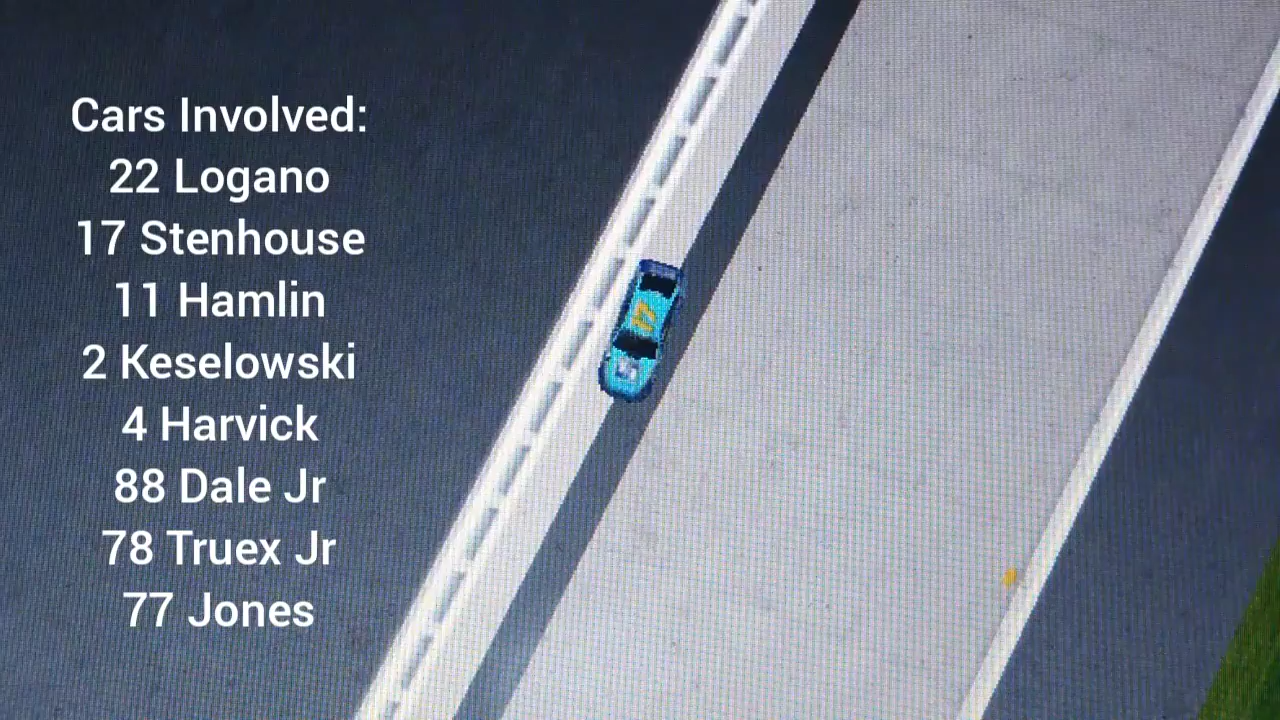 Cars Involved:
22 Logano
17 Stenhouse
11 Hamlin
2 Keselowski
4 Harvick
88 Dale Jr
78 Truex Jr
77 Jones
17